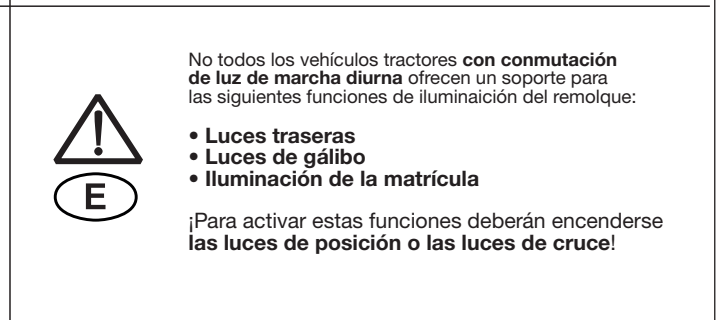 No todos los vehículos tractores con conmutación
de luz de marcha diurna ofrecen un soporte para
las siguientes funciones de iluminaición del remolque:
• Luces traseras
• Luces de gálibo
• Iluminación de la matrícula
E
¡Para activar estas funciones deberán encenderse
las luces de posición o las luces de cruce!